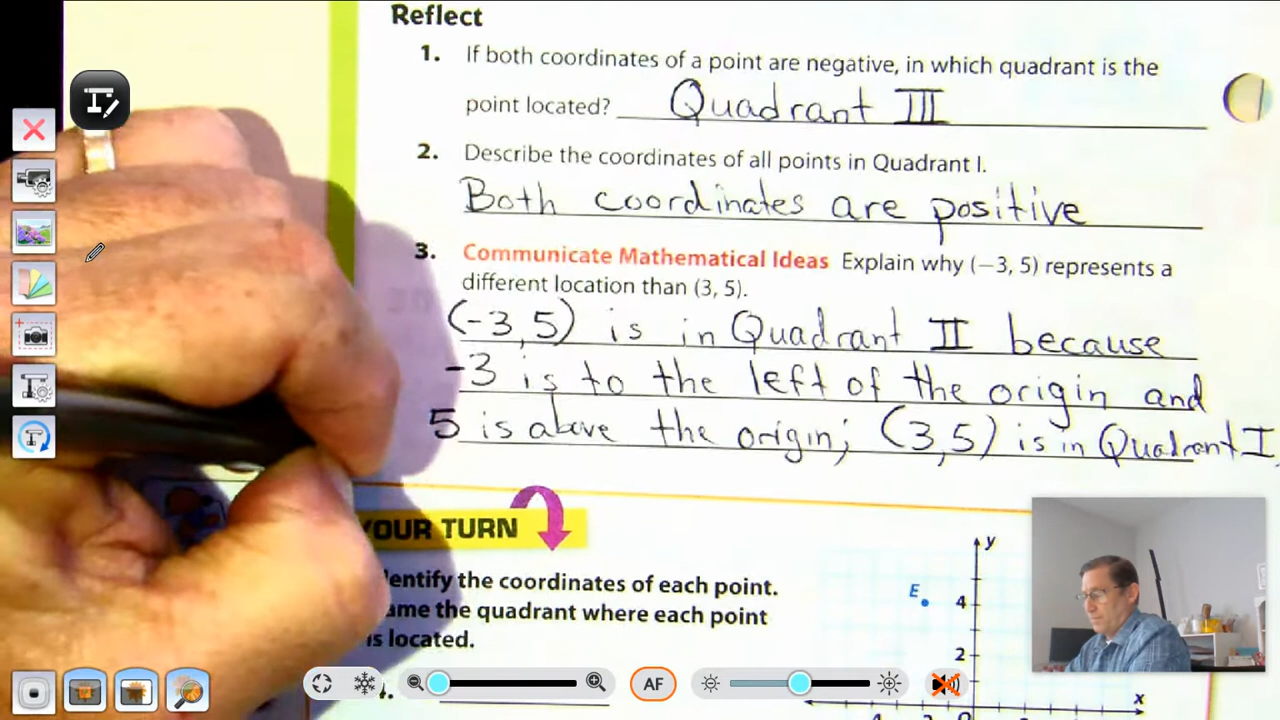 Reflect
1. If both coordinates of a point are negative, in which quadrant is the
point located? Quadrant III
2. Describe the coordinates of all points in Quadrant I.
Both coordinates are positive
3. Communicate Mathematical Ideas Explain why (−3, 5) represents a
different location than (3, 5).
(-3,5) is in Quadrant II because
-3 is to the left of the origin and
5 is above the origin; (3,5) is in Quadrant I.
YOUR TURN
dentify the coordinates of each point.
ame the quadrant where each point
is located.
y
E
4
2
x
O
AF